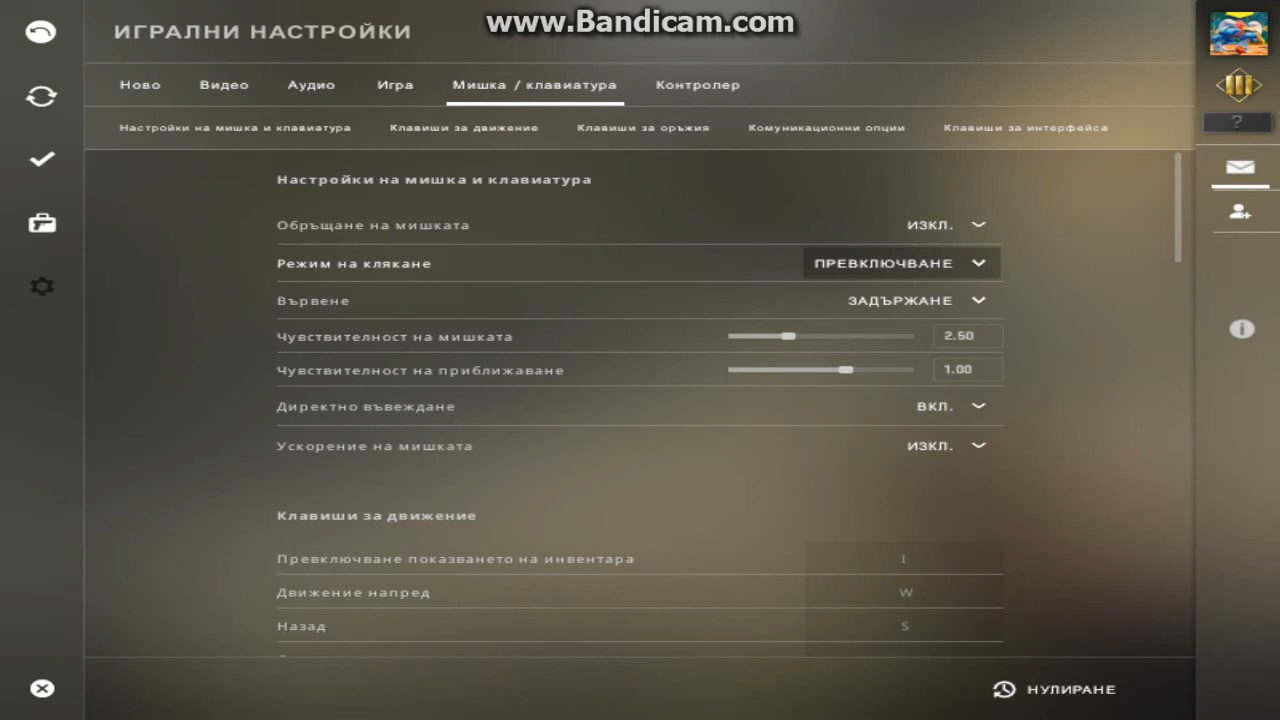 www.Bandicam.com
ИГРАЛНИ НАСТРОЙКИ
Ново Видео Аудио Игра Мишка / клавиатура Контролер
Настройки на мишка и клавиатура Клавиши за движение Клавиши за оръжия Комуникационни опции Клавиши за интерфейса
?
Настройки на мишка и клавиатура
Обръщане на мишката ИЗКЛ.
Режим на клякане ПРЕВКЛЮЧВАНЕ
Вървене ЗАДЪРЖАНЕ
Чувствителност на мишката 2.50
Чувствителност на приближаване 1.00
Директно въвеждане ВКЛ.
Ускорение на мишката ИЗКЛ.
Клавиши за движение
Превключване показването на инвентара I
Движение напред W
Назад S
НУЛИРАНЕ